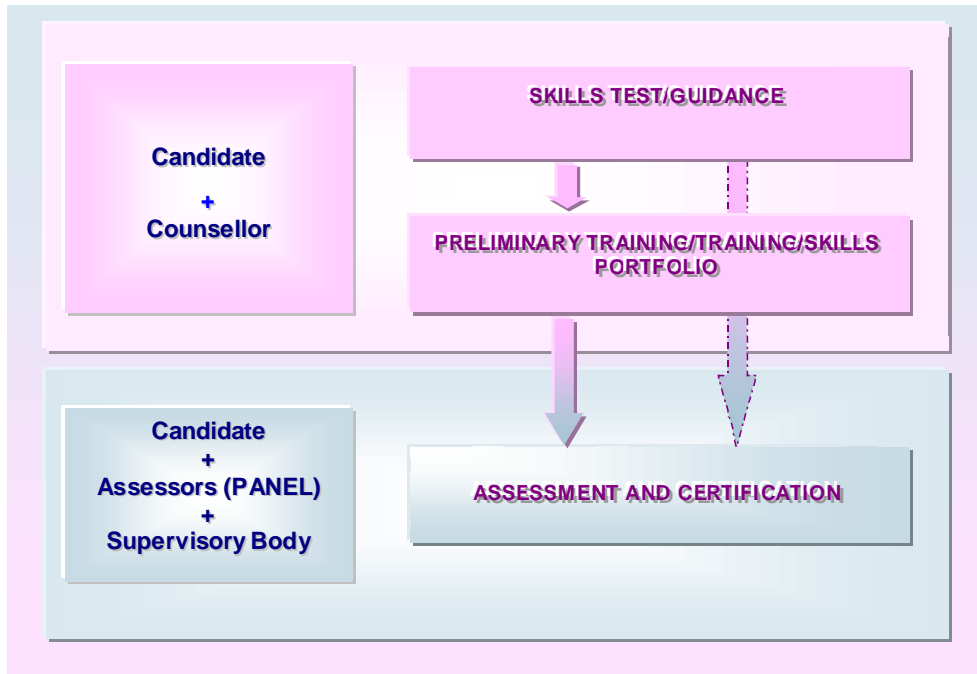 Candidate
+
Counsellor
SKILLS TEST/GUIDANCE
PRELIMINARY TRAINING/TRAINING/SKILLS
PORTFOLIO
Candidate
+
Assessors (PANEL)
+
Supervisory Body
ASSESSMENT AND CERTIFICATION